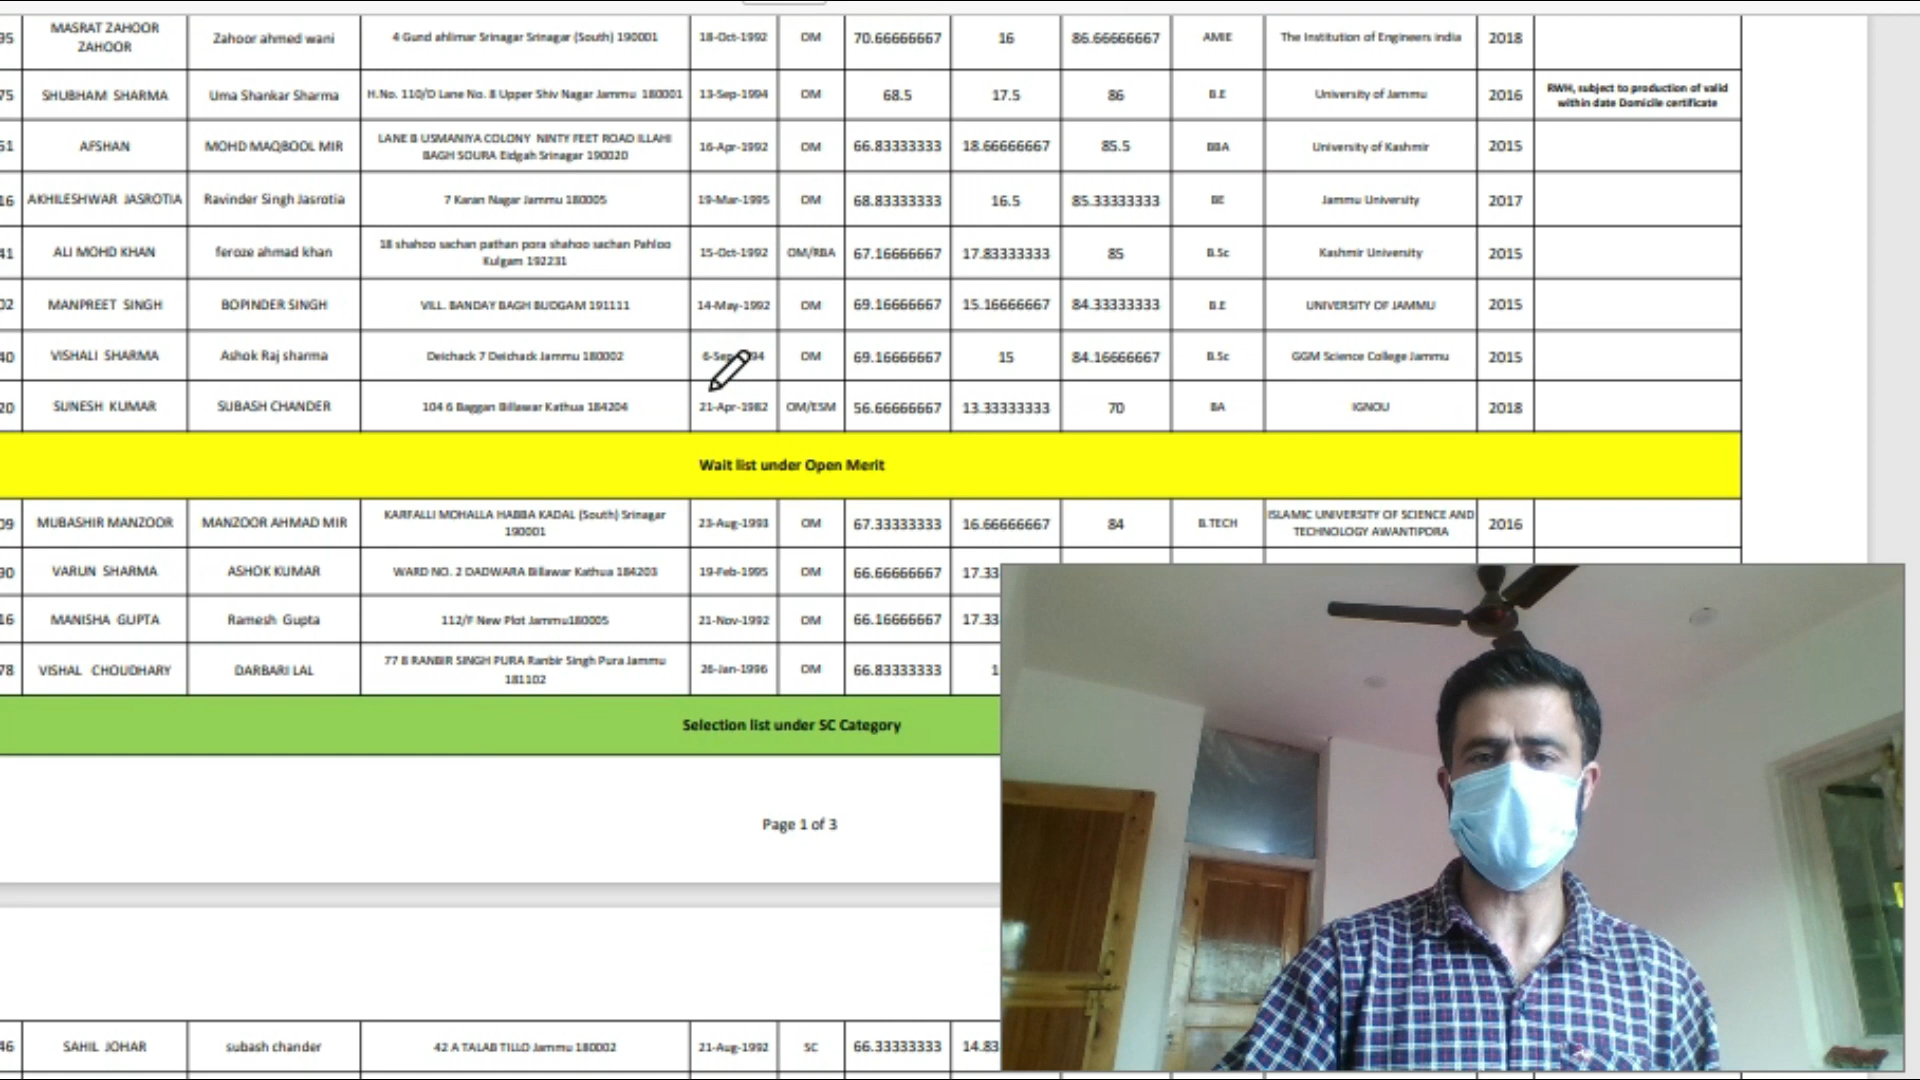 95 MASRAT ZAHOOR ZAHOOR Zahoor ahmed wani 4 Gund ahlimar Srinagar Srinagar (South) 190001 18-Oct-1992 OM 70.66666667 16 86.66666667 AMIE The Institution of Engineers india 2018
75 SHUBHAM SHARMA Uma Shankar Sharma H.No. 110/D Lane No. 8 Upper Shiv Nagar Jammu 180001 13-Sep-1994 OM 68.5 17.5 86 B.E University of Jammu 2016 RWH, subject to production of valid within date Domicile certificate
51 AFSHAN MOHD MAQBOOL MIR LANE B USMANIYA COLONY NINTY FEET ROAD ILLAHI BAGH SOURA Eidgah Srinagar 190020 16-Apr-1992 OM 66.83333333 18.66666667 85.5 BBA University of Kashmir 2015
16 AKHILESHWAR JASROTIA Ravinder Singh Jasrotia 7 Karan Nagar Jammu 180005 19-Mar-1995 OM 68.83333333 16.5 85.33333333 BE Jammu University 2017
41 ALI MOHD KHAN feroze ahmad khan 18 shahoo sachan pathan pora shahoo sachan Pahloo Kulgam 192231 15-Oct-1992 OM/RBA 67.16666667 17.83333333 85 B.Sc Kashmir University 2015
02 MANPREET SINGH BOPINDER SINGH VILL. BANDAY BAGH BUDGAM 191111 14-May-1992 OM 69.16666667 15.16666667 84.33333333 B.E UNIVERSITY OF JAMMU 2015
40 VISHALI SHARMA Ashok Raj sharma Deichack 7 Deichack Jammu 180002 OM 69.16666667 15 84.16666667 B.Sc GGM Science College Jammu 2015
20 SUNESH KUMAR SUBASH CHANDER 104 6 Baggan Billawar Kathua 184204 21-Apr-1982 OM/ESM 56.66666667 13.33333333 70 BA IGNOU 2018
Wait list under Open Merit
09 MUBASHIR MANZOOR MANZOOR AHMAD MIR KARFALLI MOHALLA HABBA KADAL (South) Srinagar 190001 23-Aug-1993 OM 67.33333333 16.66666667 84 B.TECH ISLAMIC UNIVERSITY OF SCIENCE AND TECHNOLOGY AWANTIPORA 2016
90 VARUN SHARMA ASHOK KUMAR WARD NO. 2 DADWARA Billawar Kathua 184203 19-Feb-1995 OM 66.66666667 17.33
16 MANISHA GUPTA Ramesh Gupta 112/F New Plot Jammu180005 21-Nov-1992 OM 66.16666667 17.33
78 VISHAL CHOUDHARY DARBARI LAL 77 8 RANBIR SINGH PURA Ranbir Singh Pura Jammu 181102 26-Jan-1996 OM 66.83333333 1
Selection list under SC Category
Page 1 of 3
46 SAHIL JOHAR subash chander 42 A TALAB TILLO Jammu 180002 21-Aug-1992 SC 66.33333333 14.83